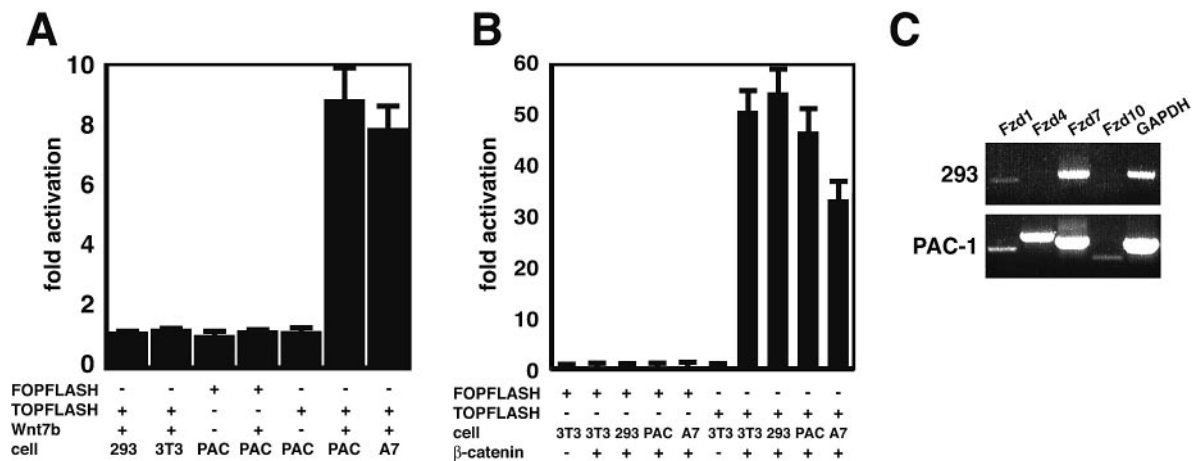 A
fold activation
10
8
6
4
2
0
FOPFLASH - - + + - - -
TOPFLASH + + - - + + +
Wnt7b + + - + - + +
cell 293 3T3 PAC PAC PAC PAC A7
B
fold activation
60
50
40
30
20
10
0
FOPFLASH + + + + + - - - - -
TOPFLASH - - - - - + + + + +
cell 3T3 3T3 293 PAC A7 3T3 3T3 293 PAC A7
β-catenin - + + + + - + + + +
C
Fzd1 Fzd4 Fzd7 Fzd10 GAPDH
293
PAC-1